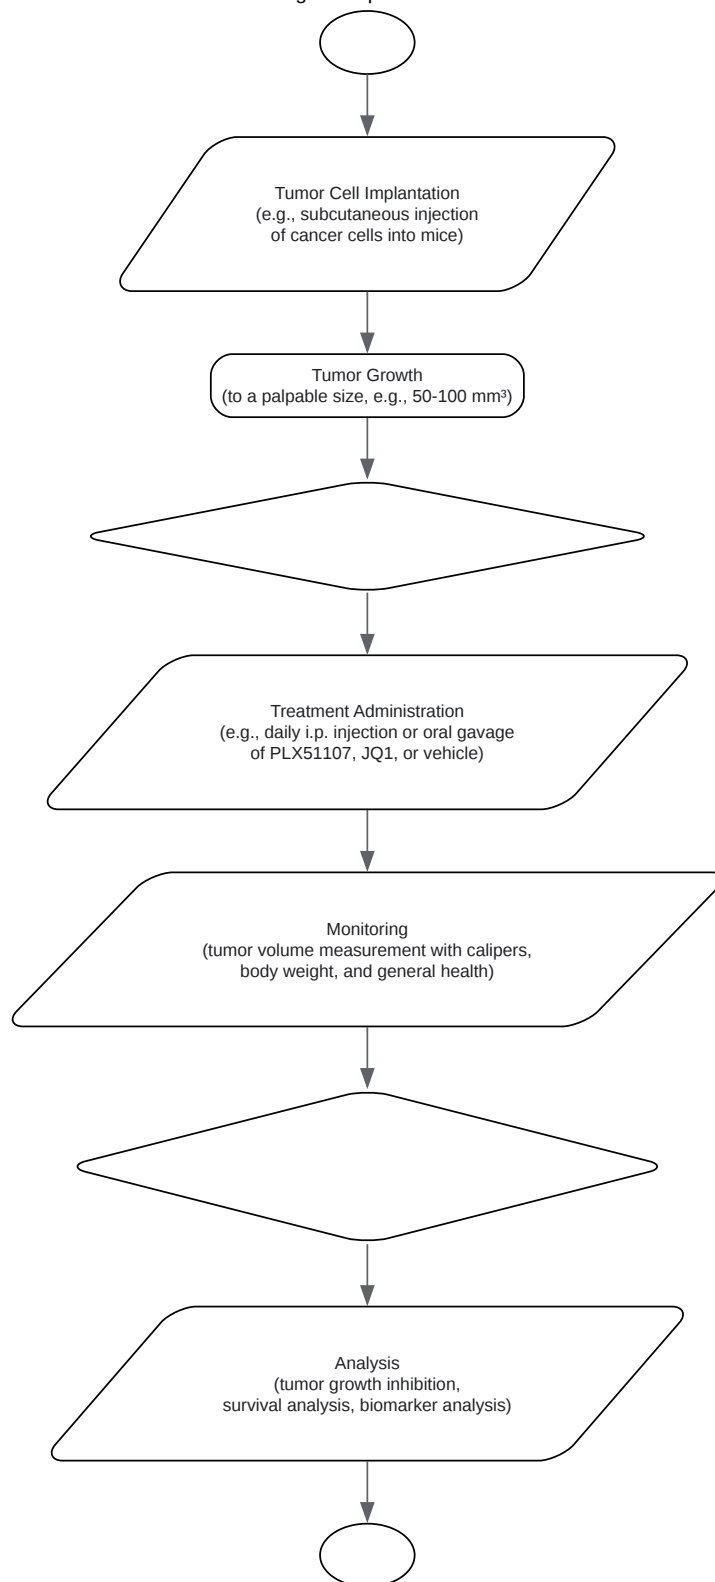 Tumor Cell Implantation
(e.g., subcutaneous injection
of cancer cells into mice)
Tumor Growth
(to a palpable size, e.g., 50-100 mm³)
Treatment Administration
(e.g., daily i.p. injection or oral gavage
of PLX51107, JQ1, or vehicle)
Monitoring
(tumor volume measurement with calipers,
body weight, and general health)
Analysis
(tumor growth inhibition,
survival analysis, biomarker analysis)